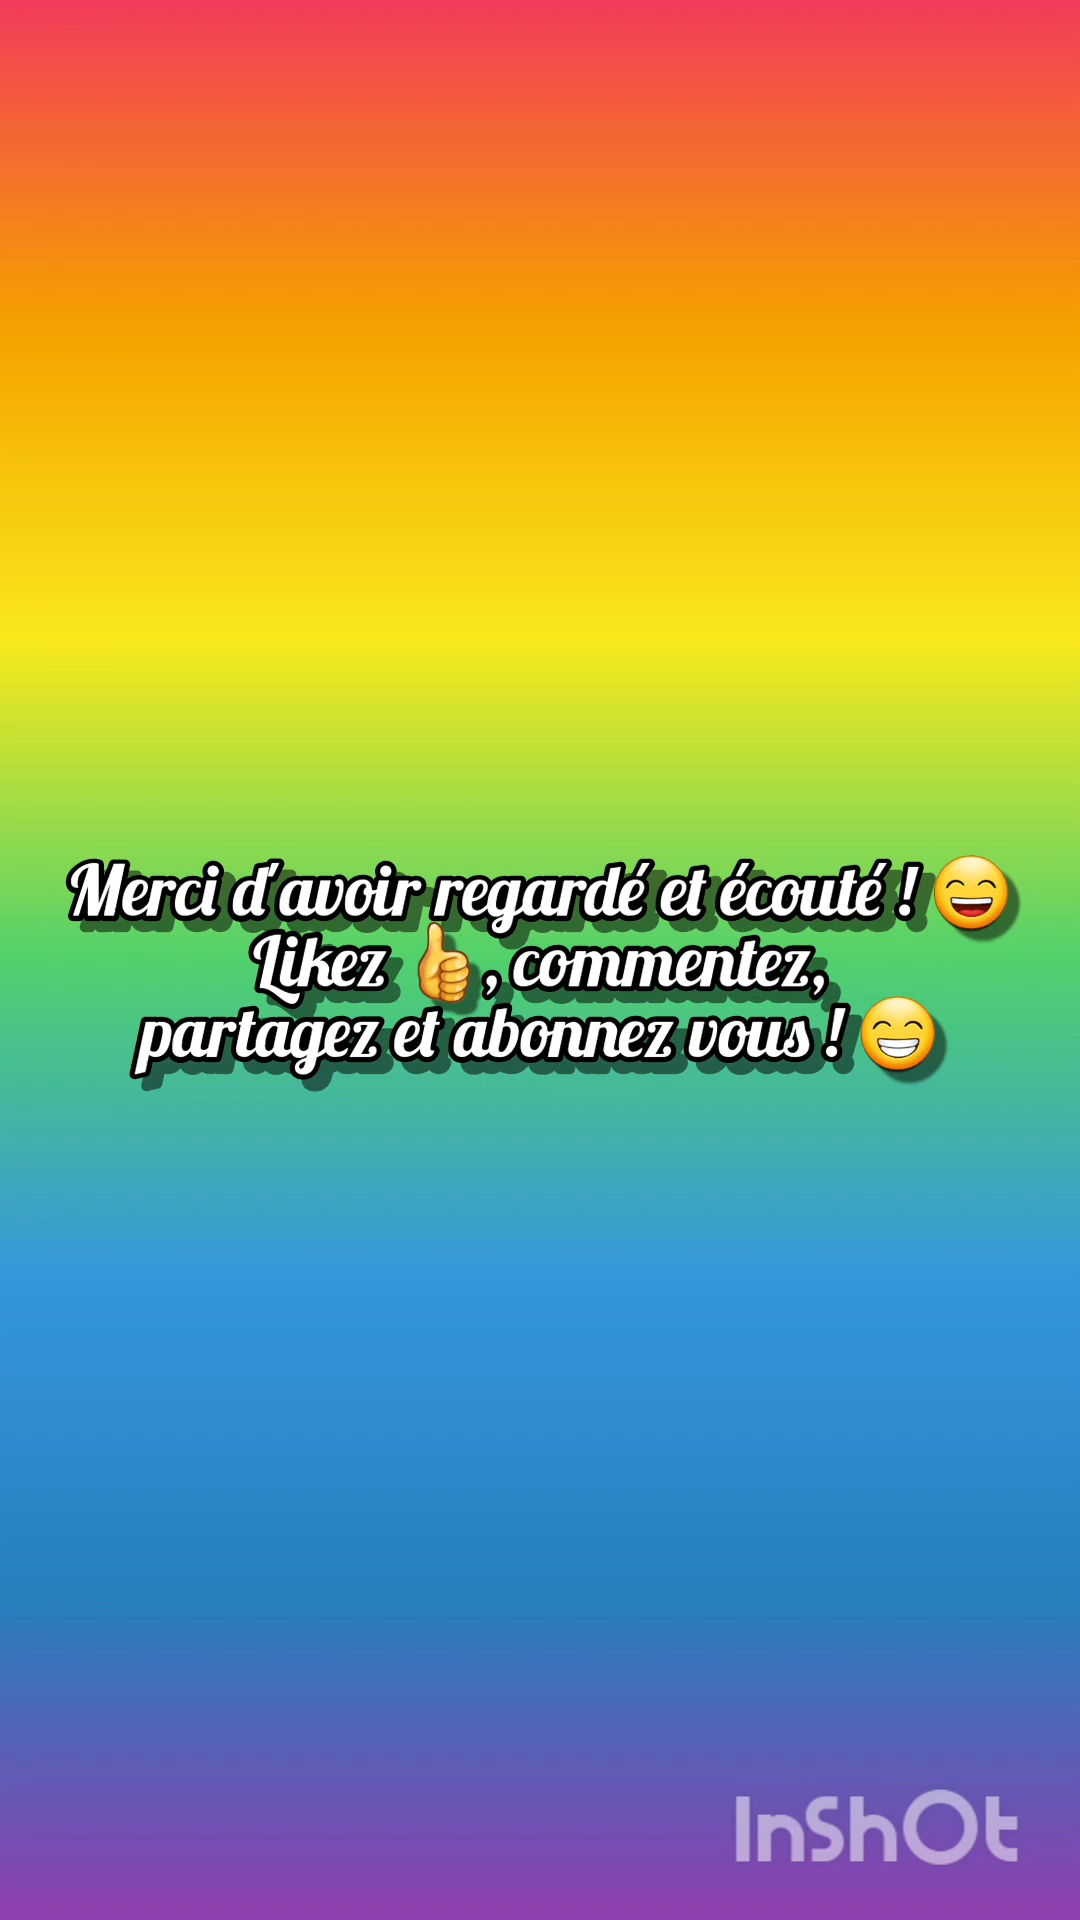 Merci d'avoir regardé et écouté ! 😄
Likez 👍, commentez,
partagez et abonnez vous ! 😁
InShOt